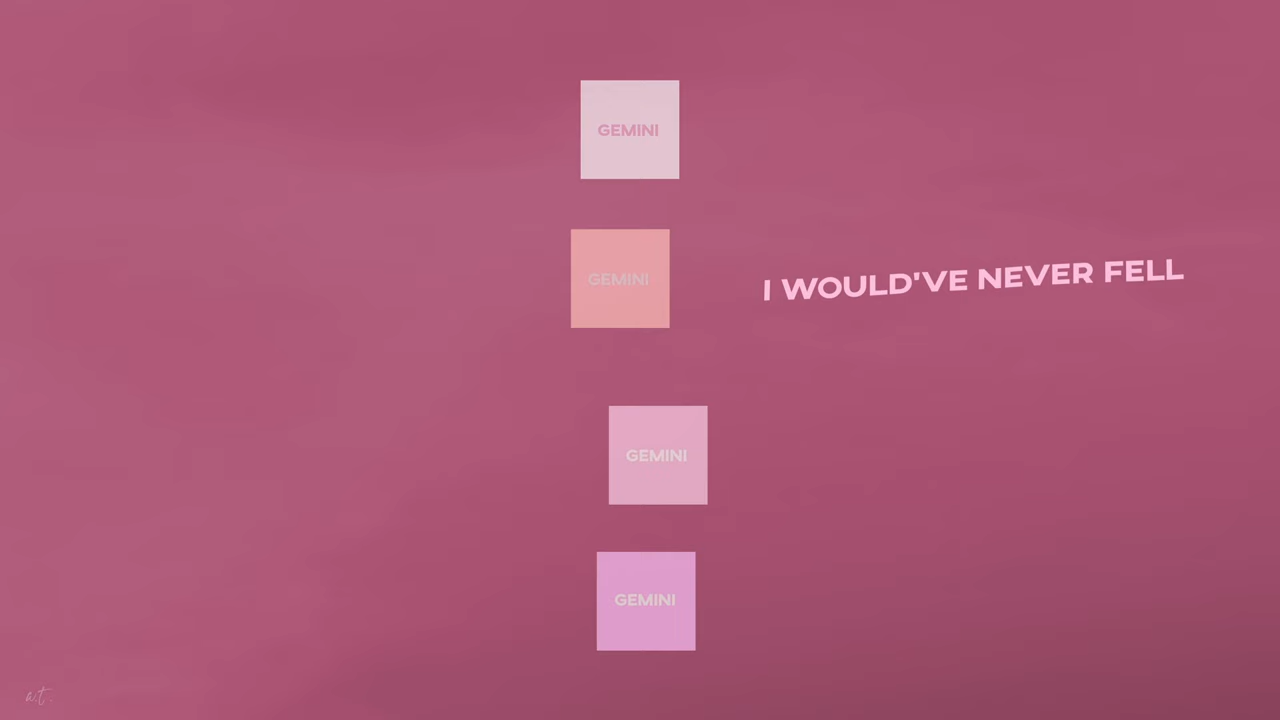 GEMINI
GEMINI
I WOULD'VE NEVER FELL
GEMINI
GEMINI
a.t.